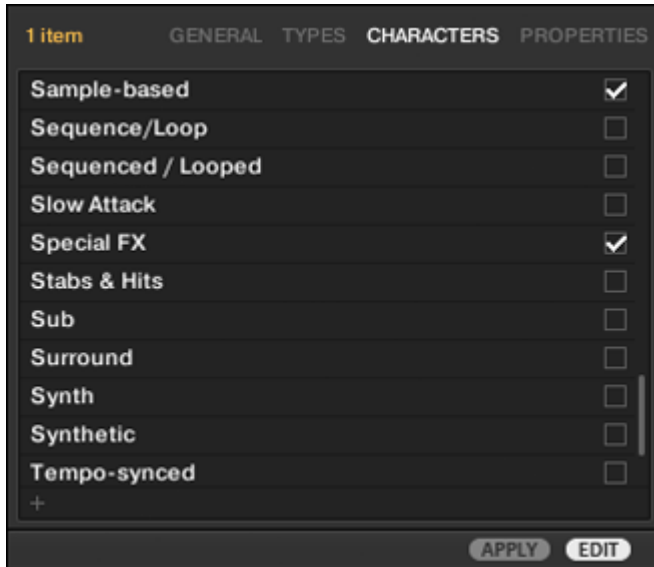 1 item GENERAL TYPES CHARACTERS PROPERTIES
Sample-based
Sequence/Loop
Sequenced / Looped
Slow Attack
Special FX
Stabs & Hits
Sub
Surround
Synth
Synthetic
Tempo-synced
+
APPLY EDIT